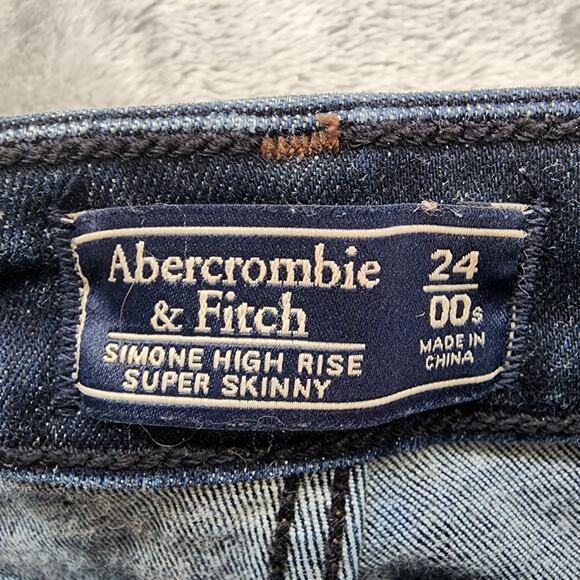 Abercrombie
& Fitch
SIMONE HIGH RISE
SUPER SKINNY
24
00s
MADE IN
CHINA